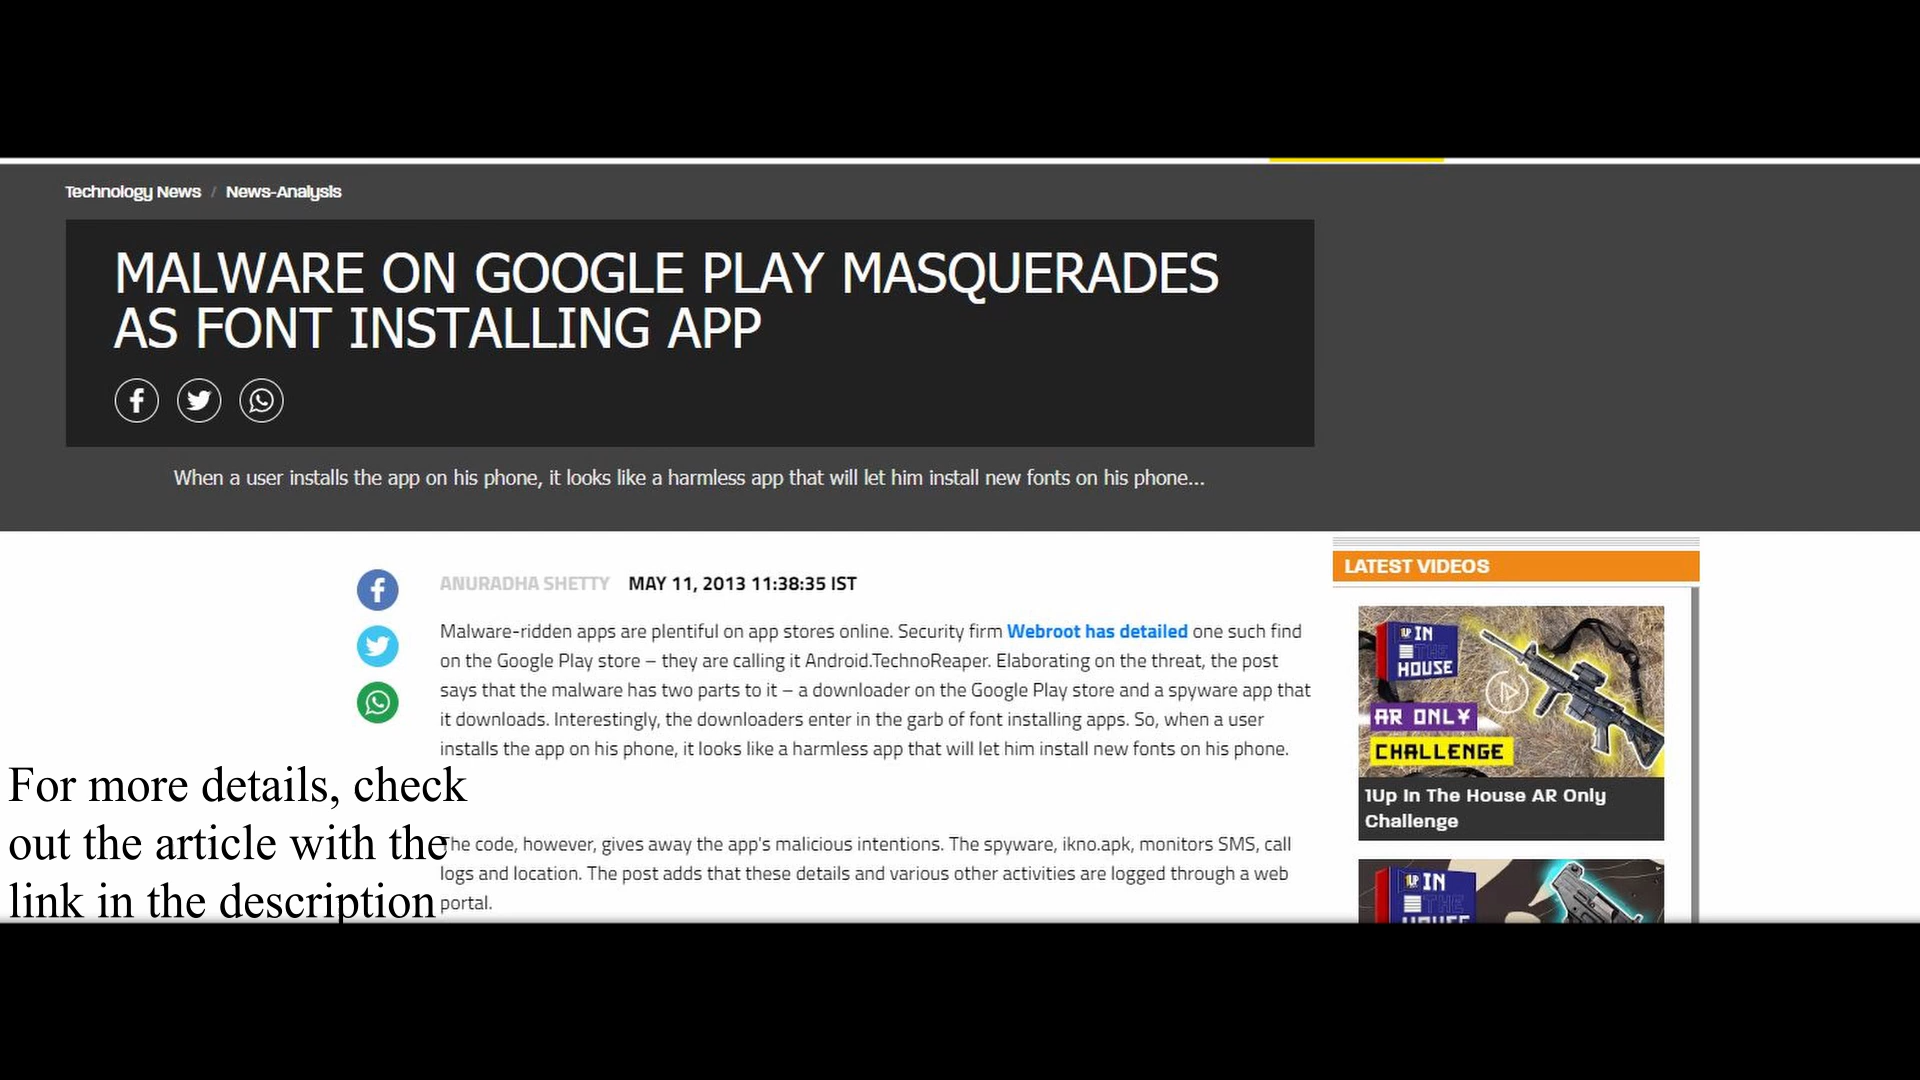 Technology News / News-Analysis
MALWARE ON GOOGLE PLAY MASQUERADES
AS FONT INSTALLING APP
When a user installs the app on his phone, it looks like a harmless app that will let him install new fonts on his phone...
ANURADHA SHETTY MAY 11, 2013 11:38:35 IST
Malware-ridden apps are plentiful on app stores online. Security firm Webroot has detailed one such find
on the Google Play store – they are calling it Android.TechnoReaper. Elaborating on the threat, the post
says that the malware has two parts to it – a downloader on the Google Play store and a spyware app that
it downloads. Interestingly, the downloaders enter in the garb of font installing apps. So, when a user
installs the app on his phone, it looks like a harmless app that will let him install new fonts on his phone.
The code, however, gives away the app's malicious intentions. The spyware, ikno.apk, monitors SMS, call
logs and location. The post adds that these details and various other activities are logged through a web
portal.
For more details, check
out the article with the
link in the description
LATEST VIDEOS
1UP IN
THE
HOUSE
AR ONLY
CHALLENGE
1Up In The House AR Only
Challenge
1UP IN
THE
HOUSE